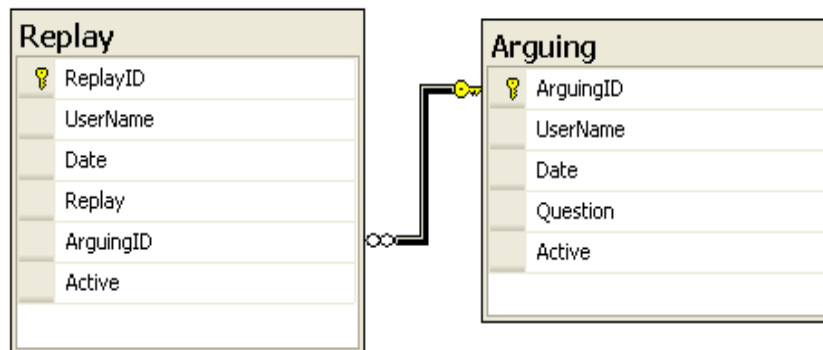 Replay
ReplayID
UserName
Date
Replay
ArguingID
Active
Arguing
ArguingID
UserName
Date
Question
Active